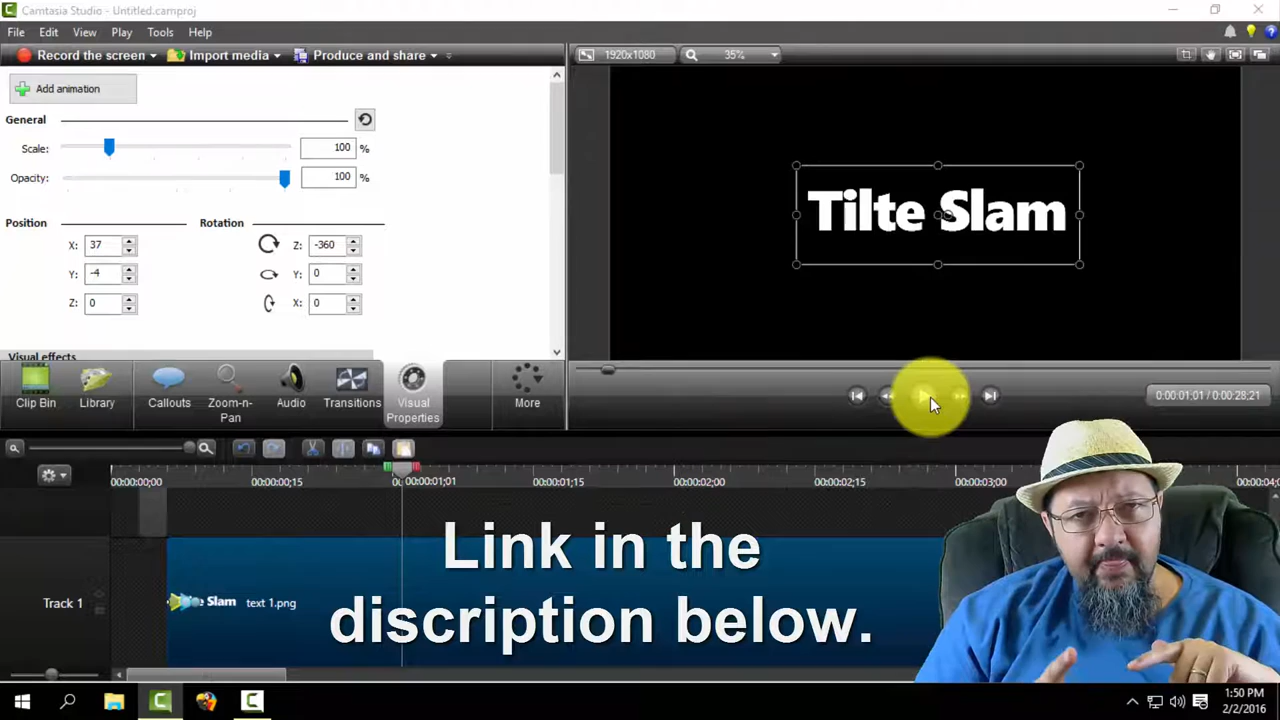 Camtasia Studio - Untitled.camproj
File Edit View Play Tools Help
Record the screen Import media Produce and share
1920x1080 35%
Add animation
General
Scale: 100 %
Opacity: 100 %
Position Rotation
X: 37 Z: -360
Y: -4 Y: 0
Z: 0 X: 0
Visual effects
Tilte Slam
Clip Bin Library Callouts Zoom-n-Pan Audio Transitions Visual Properties More
0:00:01;01 / 0:00:28;21
00:00:00;00 00:00:00;15 00:00:01;01 00:00:01;15 00:00:02;00 00:00:02;15 00:00:03;00
Track 1
Slam text 1.png
Link in the
discription below.
1:50 PM
2/2/2016